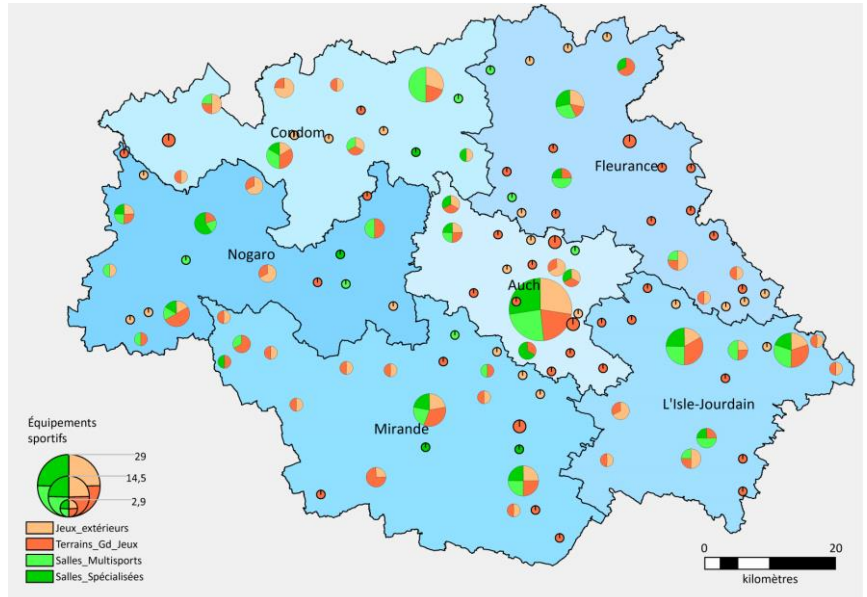 Condom
Fleurance
Nogaro
Auch
L'Isle-Jourdain
Mirande
Équipements
sportifs
29
14,5
2,9
Jeux_extérieurs
Terrains_Gd_Jeux
Salles_Multisports
Salles_Spécialisées
0 20
kilomètres